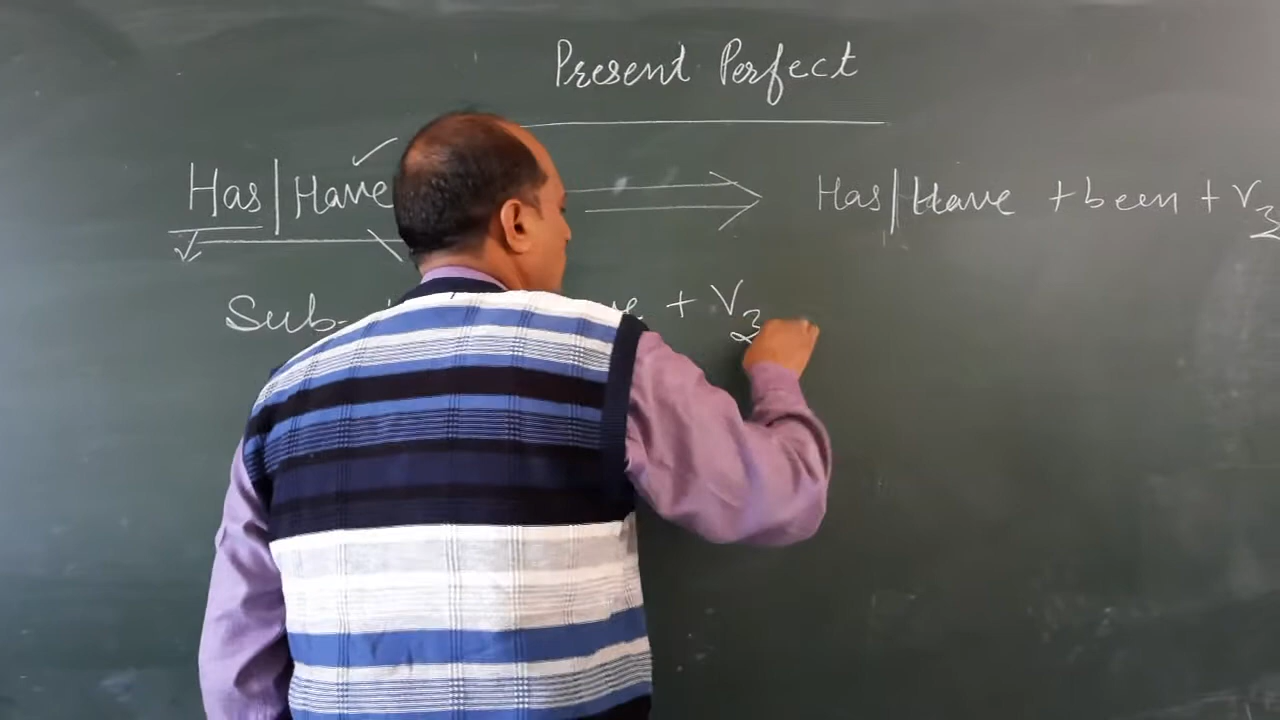 Present Perfect
Has|Have Has|Have + been + V3
Sub. + V3